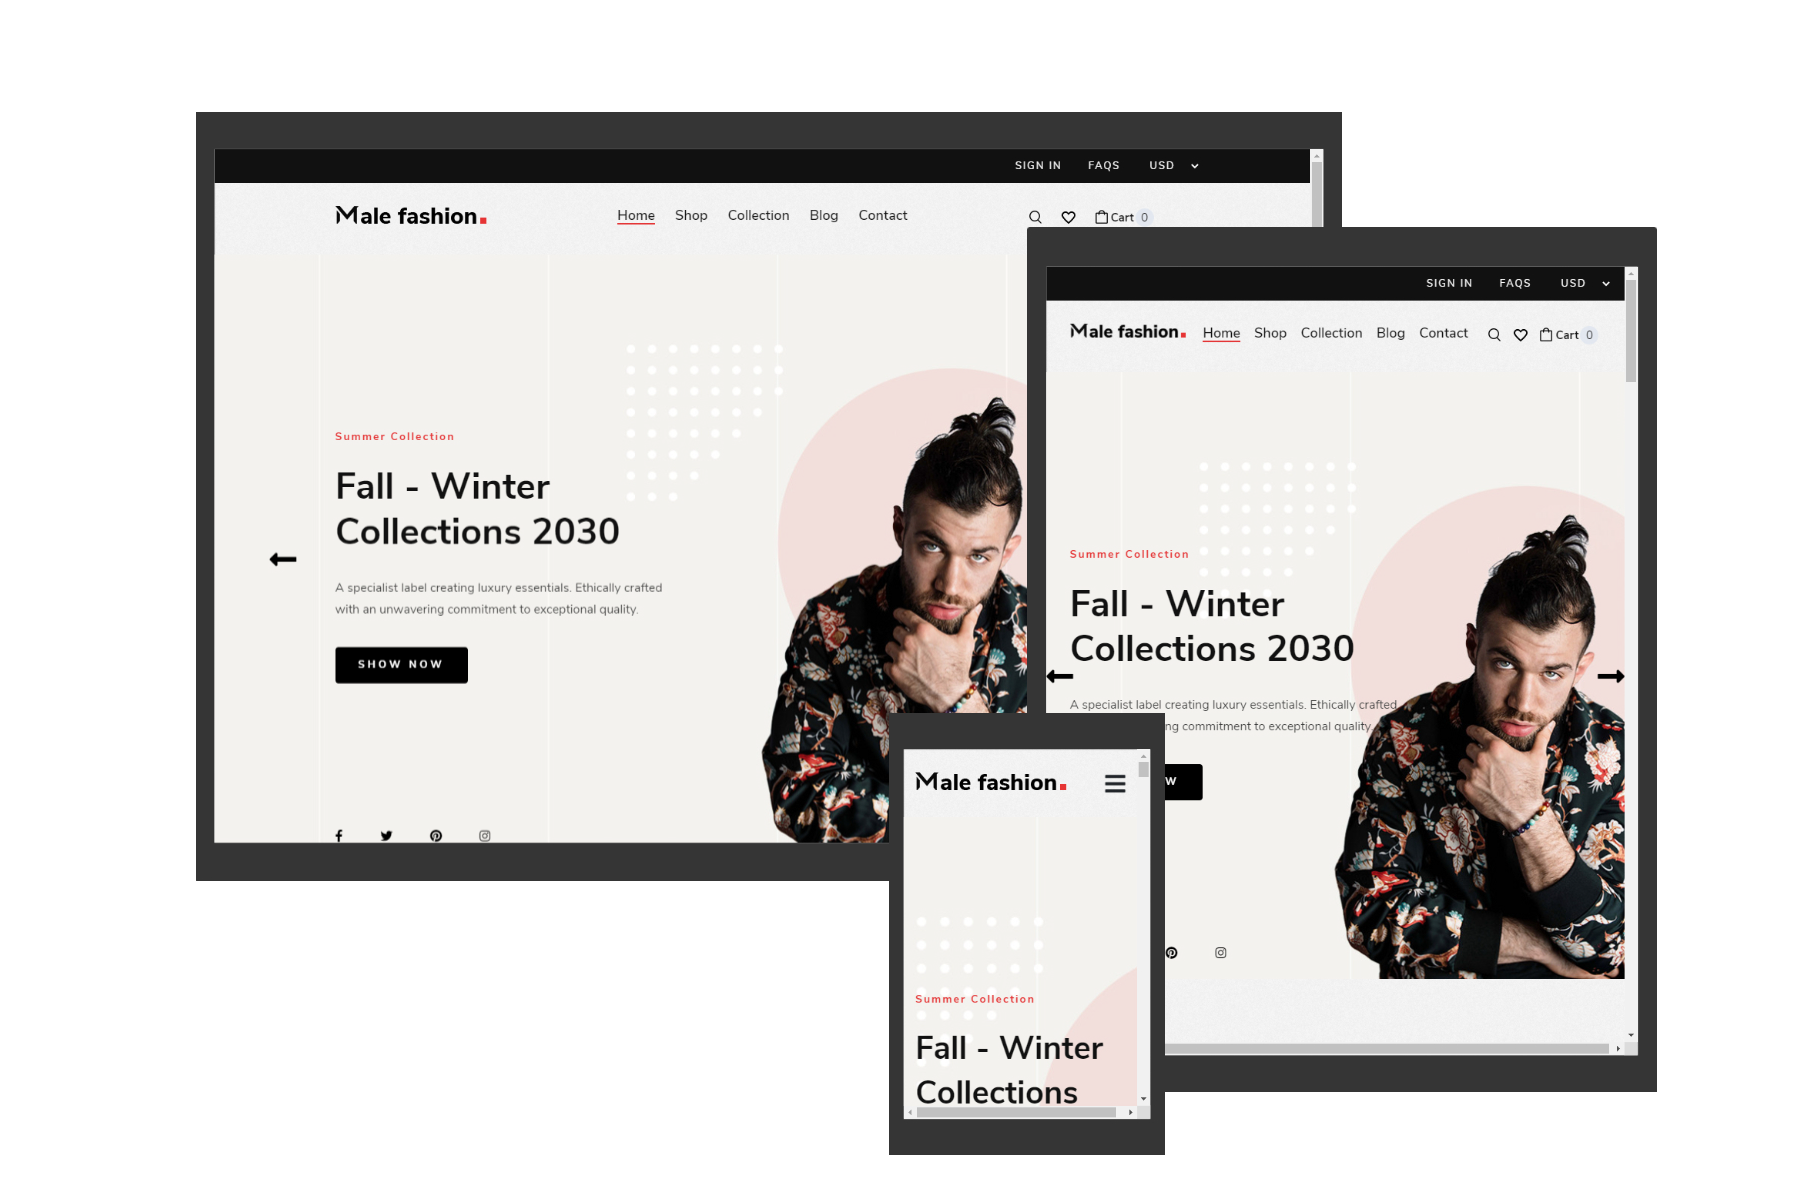 SIGN IN FAQS USD
Male fashion.
Home Shop Collection Blog Contact
Cart 0
Summer Collection
Fall - Winter
Collections 2030
A specialist label creating luxury essentials. Ethically crafted
with an unwavering commitment to exceptional quality.
SHOW NOW
SIGN IN FAQS USD
Male fashion.
Home Shop Collection Blog Contact
Cart 0
Summer Collection
Fall - Winter
Collections 2030
A specialist label creating luxury essentials. Ethically crafted
ng commitment to exceptional quality.
W
Male fashion.
Summer Collection
Fall - Winter
Collections